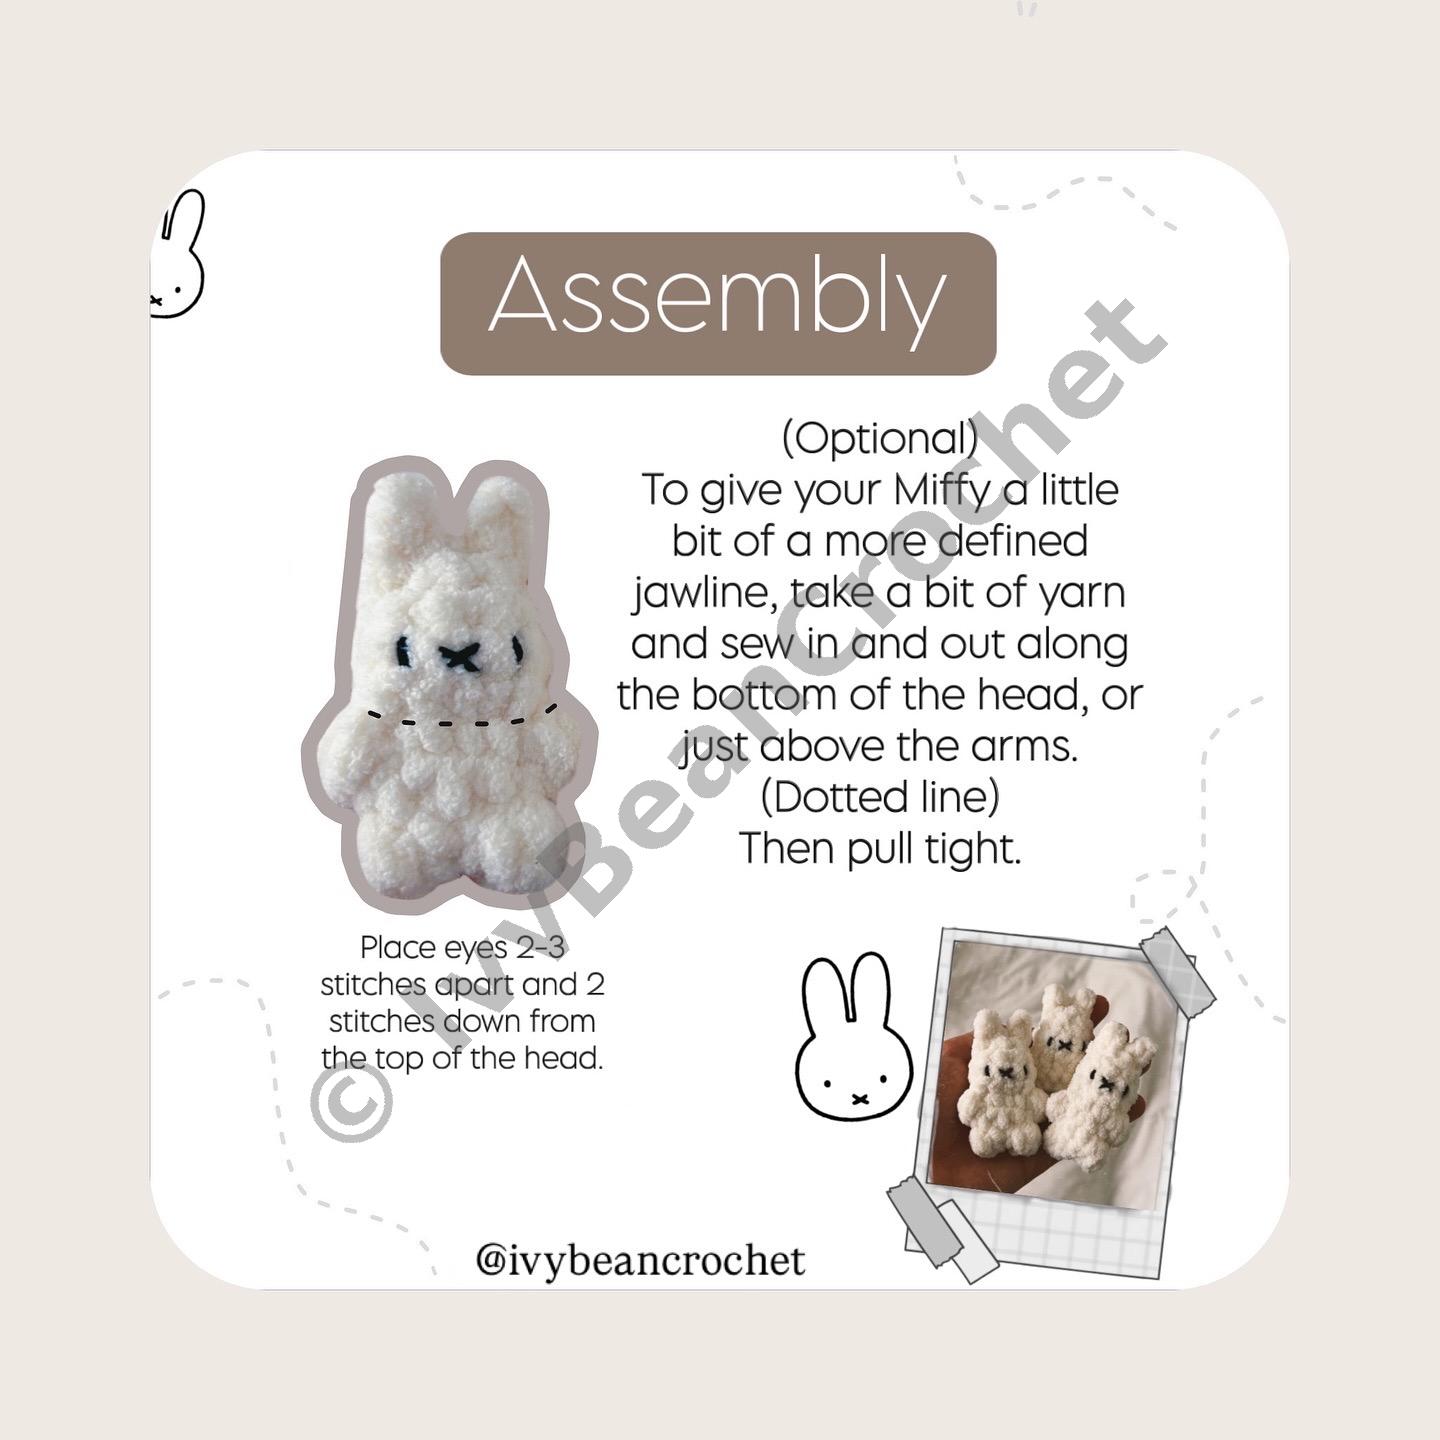 Assembly
(Optional)
To give your Miffy a little
bit of a more defined
jawline, take a bit of yarn
and sew in and out along
the bottom of the head, or
just above the arms.
(Dotted line)
Then pull tight.
Place eyes 2-3
stitches apart and 2
stitches down from
the top of the head.
© IvyBeanCrochet
@ivybeancrochet